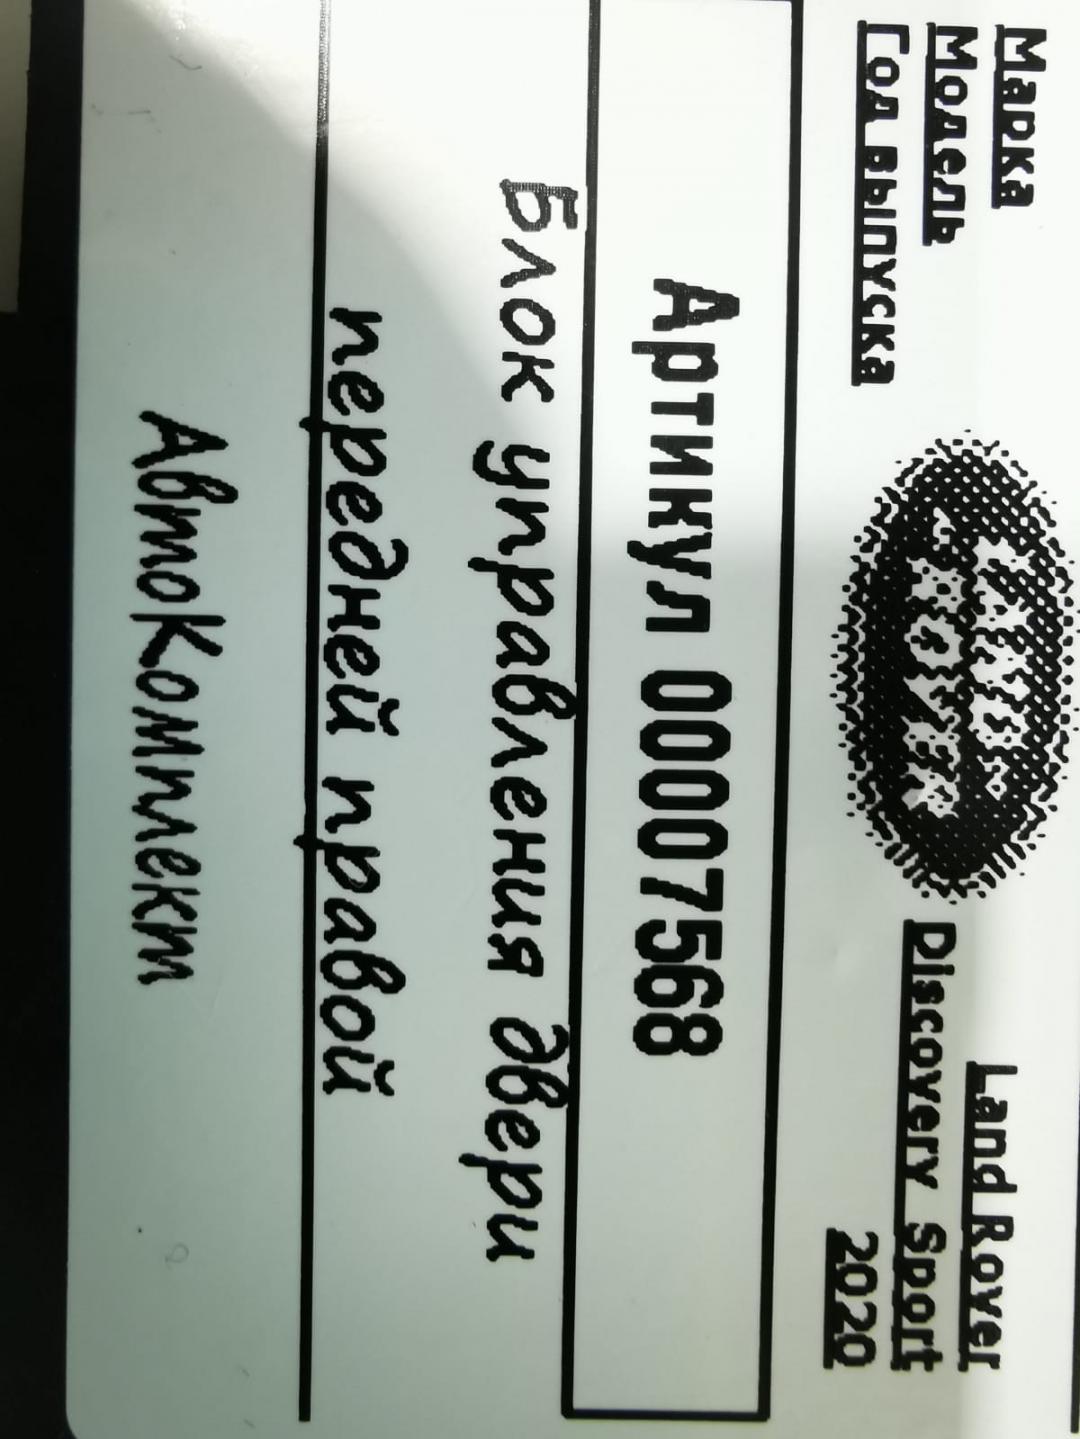 Марка Land Rover
Модель Discovery Sport
Год выпуска 2020
Артикул 00007568
Блок управления двери
передней правой
АвтоКомплект